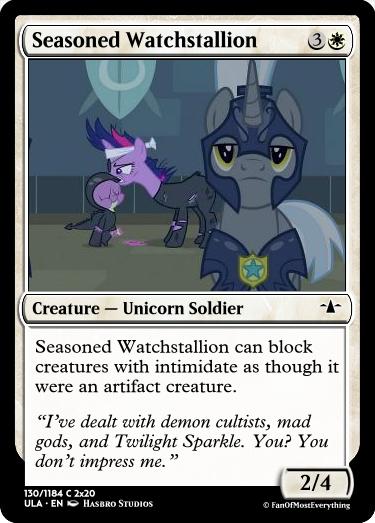 Seasoned Watchstallion 3
Creature — Unicorn Soldier
Seasoned Watchstallion can block
creatures with intimidate as though it
were an artifact creature.
“I’ve dealt with demon cultists, mad
gods, and Twilight Sparkle. You? You
don’t impress me.”
2/4
130/1184 C 2x20
ULA • EN Hasbro Studios
© FanOfMostEverything